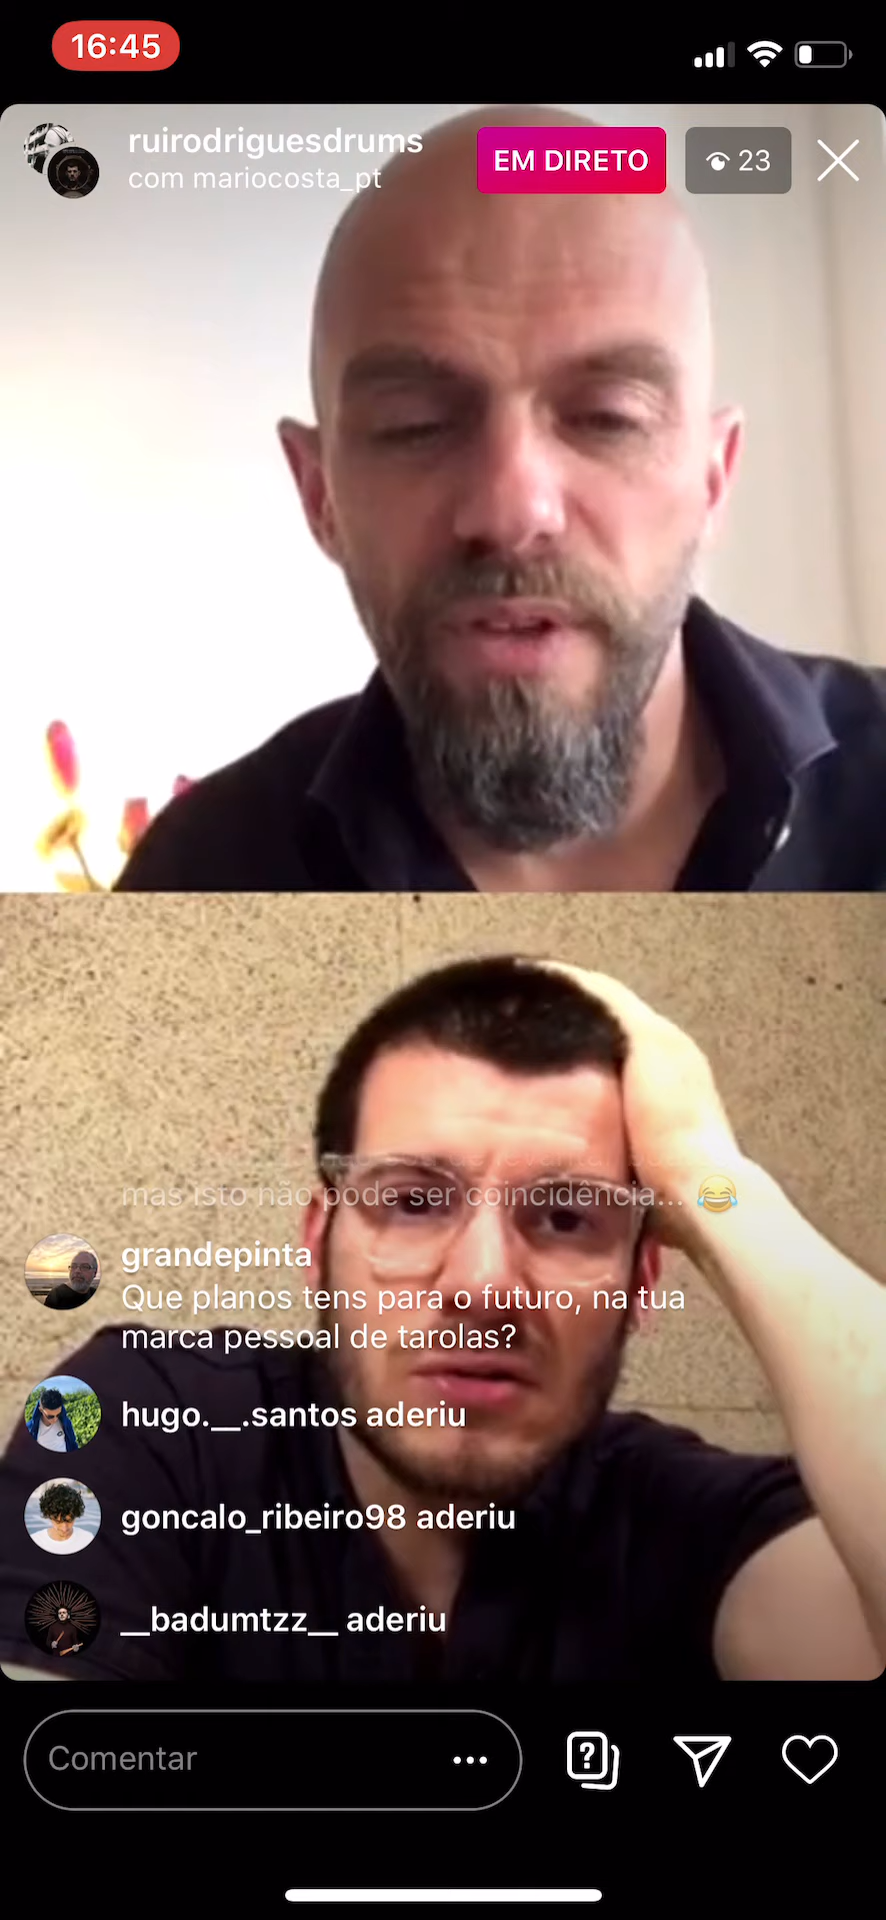 16:45
ruirodriguesdrums
com mariocosta_pt
EM DIRETO
23
mas isto não pode ser coincidência... 😂
grandepinta
Que planos tens para o futuro, na tua
marca pessoal de tarolas?
hugo.__.santos aderiu
goncalo_ribeiro98 aderiu
__badumtzz__ aderiu
Comentar